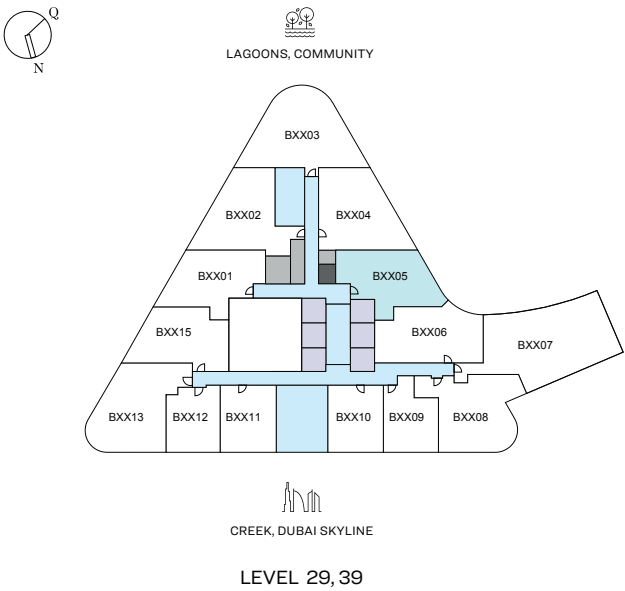 Q
N
LAGOONS, COMMUNITY
BXX03
BXX02
BXX04
BXX01
BXX05
BXX15
BXX06
BXX07
BXX13
BXX12
BXX11
BXX10
BXX09
BXX08
CREEK, DUBAI SKYLINE
LEVEL 29, 39